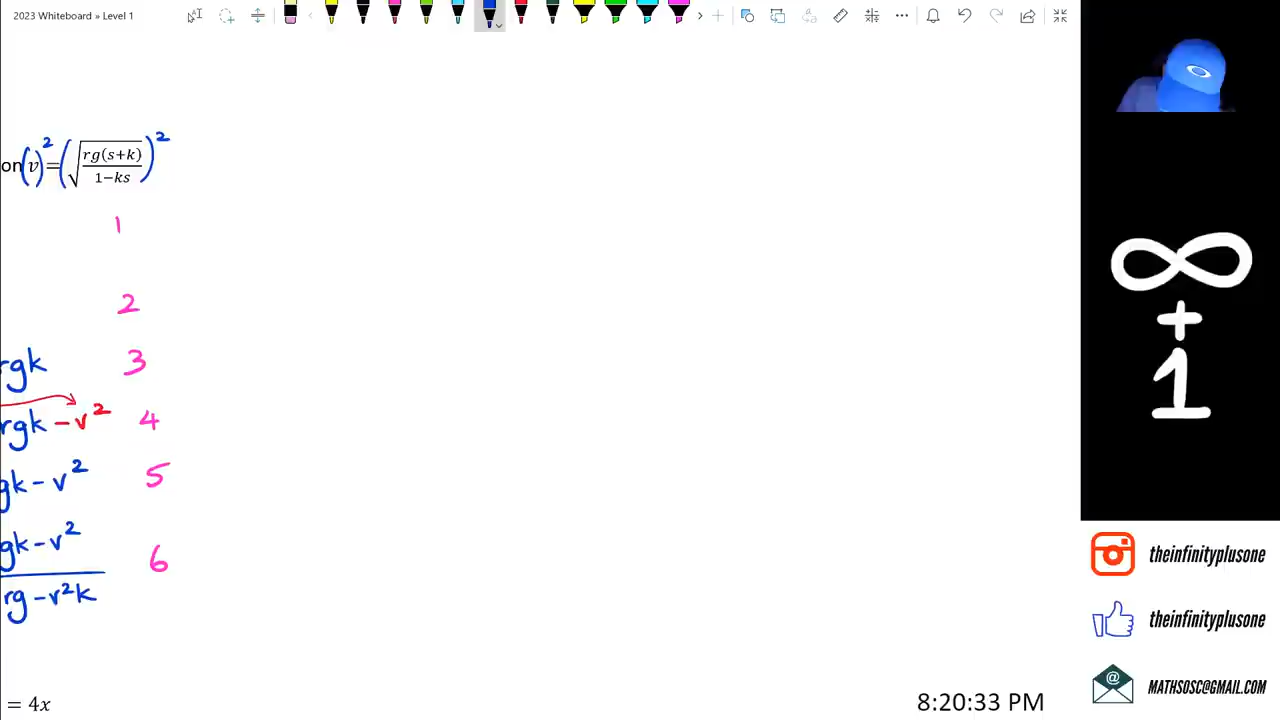 2023 Whiteboard » Level 1
on (v)² = (√(rg(s+k)/(1−ks)))²
1
2
rgk 3
rgk − v² 4
gk − v² 5
gk − v² 6
rg − v²k
= 4x
8:20:33 PM
∞
+
1
theinfinityplusone
theinfinityplusone
@
MATHSOSC@GMAIL.COM